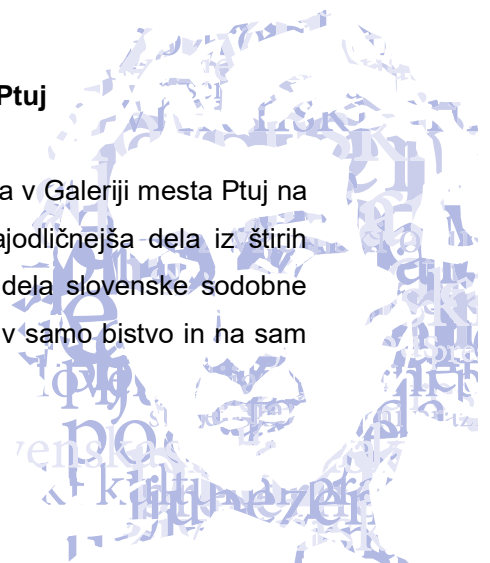 Ptuj
a v Galeriji mesta Ptuj na
ajodličnejša dela iz štirih
dela slovenske sodobne
v samo bistvo in na sam